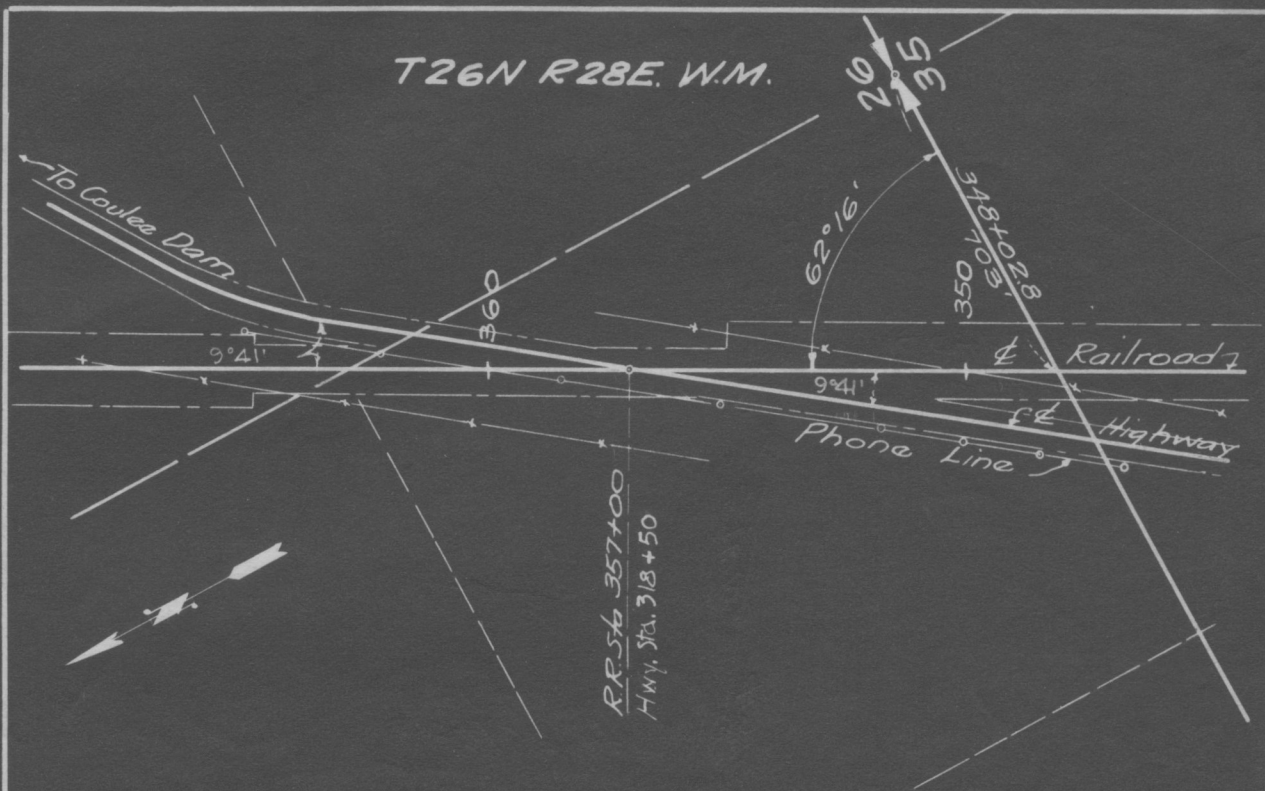 T26N R28E. W.M.
26
35
To Coulee Dam
62°16'
348+02.8
703'
350
360
9°41'
℄ Railroad
9°41'
℄ Highway
Phone Line
R.R. Sta 357+00
Hwy. Sta. 318+50